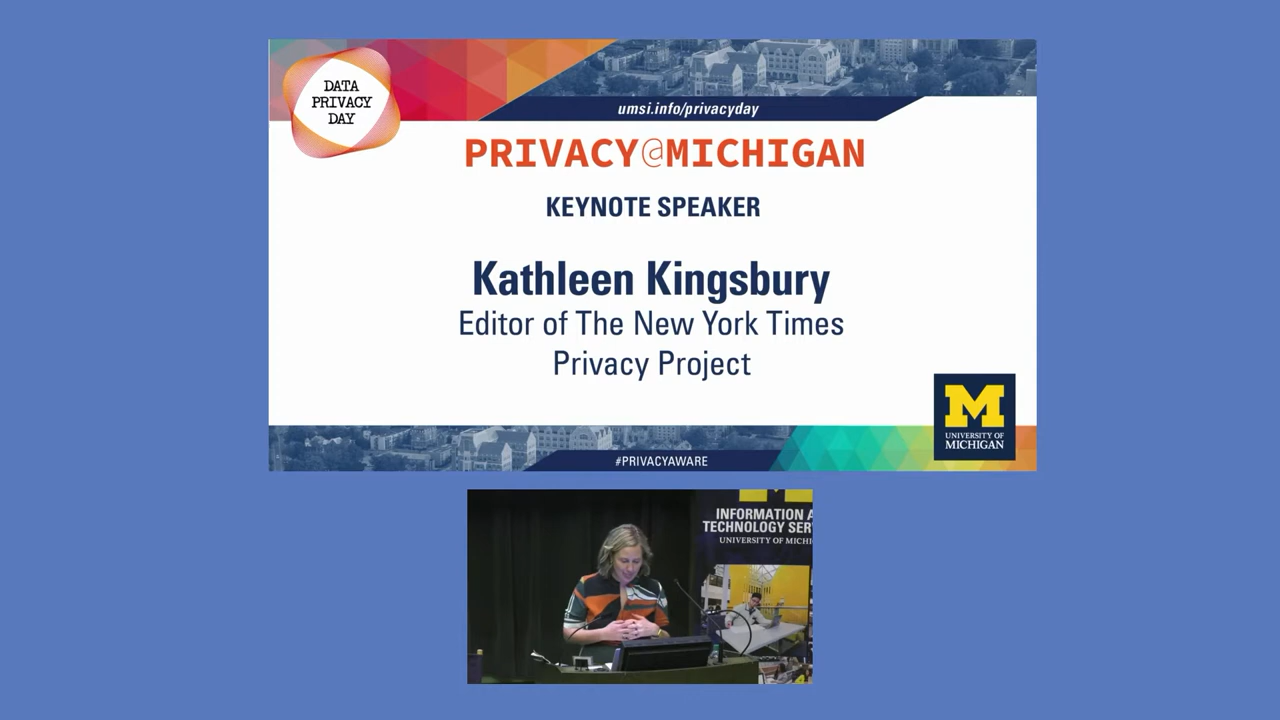 DATA
PRIVACY
DAY
umsi.info/privacyday
PRIVACY@MICHIGAN
KEYNOTE SPEAKER
Kathleen Kingsbury
Editor of The New York Times
Privacy Project
M
UNIVERSITY OF
MICHIGAN
#PRIVACYAWARE
INFORMATION A
TECHNOLOGY SER
UNIVERSITY OF MICHI